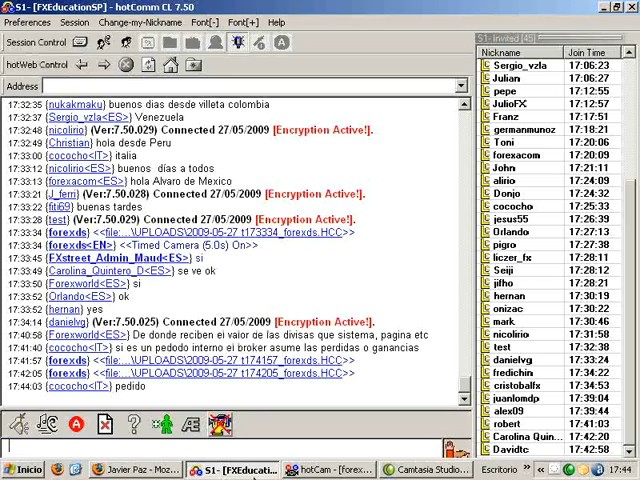 S1- [FXEducationSP] - hotComm CL 7.50
Preferences Session Change-my-Nickname Font[-] Font[+] Help
Session Control
hotWeb Control
Address
17:32:35 {nukakmaku} buenos dias desde villeta colombia
17:32:37 {Sergio_vzla<ES} Venezuela
17:32:48 {nicolirio} (Ver:7.50.029) Connected 27/05/2009 [Encryption Active!].
17:32:49 {Christian} hola desde Peru
17:33:00 {cococho<IT} italia
17:33:12 {nicolirio<ES} buenos días a todos
17:33:13 {forexacom<ES} hola Alvaro de Mexico
17:33:21 {J_ferri} (Ver:7.50.028) Connected 27/05/2009 [Encryption Active!].
17:33:22 {fiti69} buenas tardes
17:33:28 {test} (Ver:7.50.029) Connected 27/05/2009 [Encryption Active!].
17:33:34 {forexds} <<file:...\UPLOADS\2009-05-27 t173334_forexds.HCC>>
17:33:34 {forexds<EN} <<Timed Camera (5.0s) On>>
17:33:45 {FXstreet_Admin_Maud<ES} si
17:33:49 {Carolina_Quintero_D<ES} se ve ok
17:33:50 {Forexworld<ES} si
17:33:52 {Orlando<ES} ok
17:33:52 {hernan} yes
17:34:14 {danielvg} (Ver:7.50.025) Connected 27/05/2009 [Encryption Active!].
17:40:58 {Forexworld<ES} De donde reciben el vaior de las divisas que sistema, pagina etc
17:41:40 {cococho<IT} si es un pedodo interno el broker asume las perdidas o ganancias
17:41:57 {forexds} <<file:...\UPLOADS\2009-05-27 t174157_forexds.HCC>>
17:42:05 {forexds} <<file:...\UPLOADS\2009-05-27 t174205_forexds.HCC>>
17:44:03 {cococho<IT} pedido
S1- Invited [45]
Nickname Join Time
Sergio_vzla 17:06:23
Julian 17:06:27
pepe 17:12:55
JulioFX 17:12:57
Franz 17:17:51
germanmunoz 17:18:21
Toni 17:20:06
forexacom 17:20:09
John 17:21:11
alirio 17:24:09
Donjo 17:24:32
cococho 17:25:33
jesus55 17:26:39
Orlando 17:27:13
pigro 17:27:38
liczer_fx 17:28:11
Seiji 17:28:12
jifho 17:28:21
hernan 17:30:19
onizac 17:30:27
mark 17:30:46
nicolirio 17:31:58
test 17:32:38
danielvg 17:33:24
fredichin 17:34:22
cristobalfx 17:34:53
juanlomdp 17:39:44
alex09 17:39:44
robert 17:41:03
Carolina Quin... 17:42:20
Davidtc 17:42:51
Inicio
Javier Paz - Moz...
S1- [FXEducati...
hotCam - [forex...
Camtasia Studio...
Escritorio
17:44